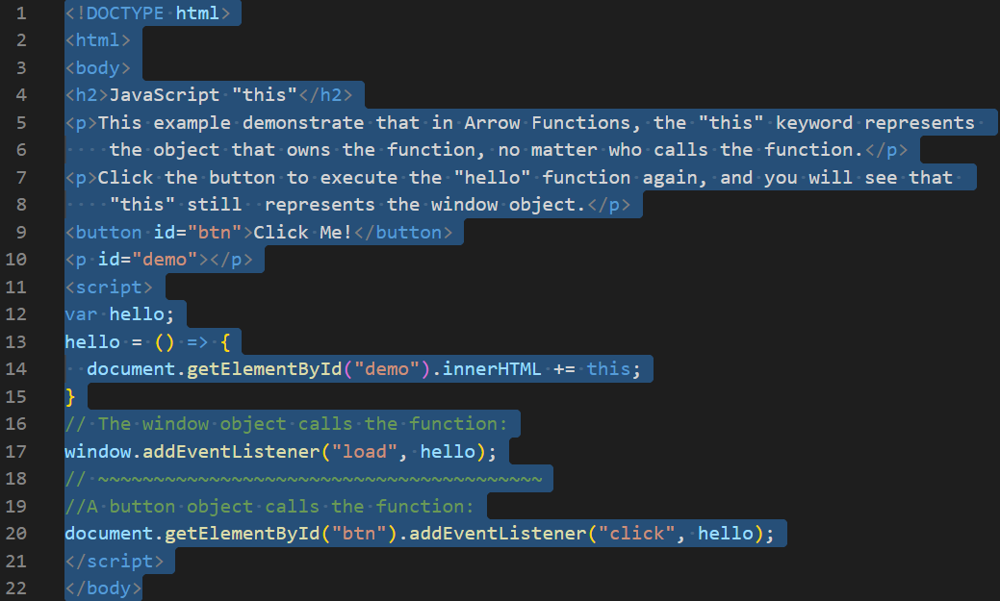 1 <!DOCTYPE html>
2 <html>
3 <body>
4 <h2>JavaScript "this"</h2>
5 <p>This example demonstrate that in Arrow Functions, the "this" keyword represents
6     the object that owns the function, no matter who calls the function.</p>
7 <p>Click the button to execute the "hello" function again, and you will see that
8     "this" still  represents the window object.</p>
9 <button id="btn">Click Me!</button>
10 <p id="demo"></p>
11 <script>
12 var hello;
13 hello = () => {
14   document.getElementById("demo").innerHTML += this;
15 }
16 // The window object calls the function:
17 window.addEventListener("load", hello);
18 // ~~~~~~~~~~~~~~~~~~~~~~~~~~~~~~~~~~~~~~~~
19 //A button object calls the function:
20 document.getElementById("btn").addEventListener("click", hello);
21 </script>
22 </body>